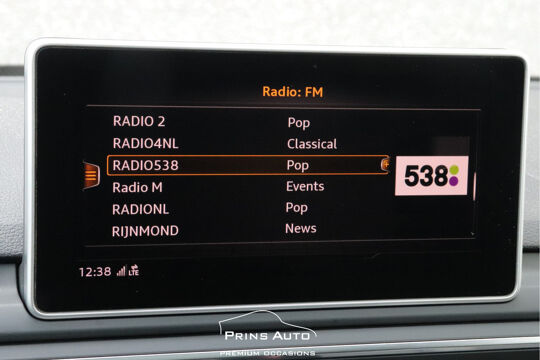 Radio: FM
RADIO 2 Pop
RADIO4NL Classical
RADIO538 Pop
538
Radio M Events
RADIONL Pop
RIJNMOND News
12:38 LTE
PRINS AUTO
PREMIUM OCCASIONS